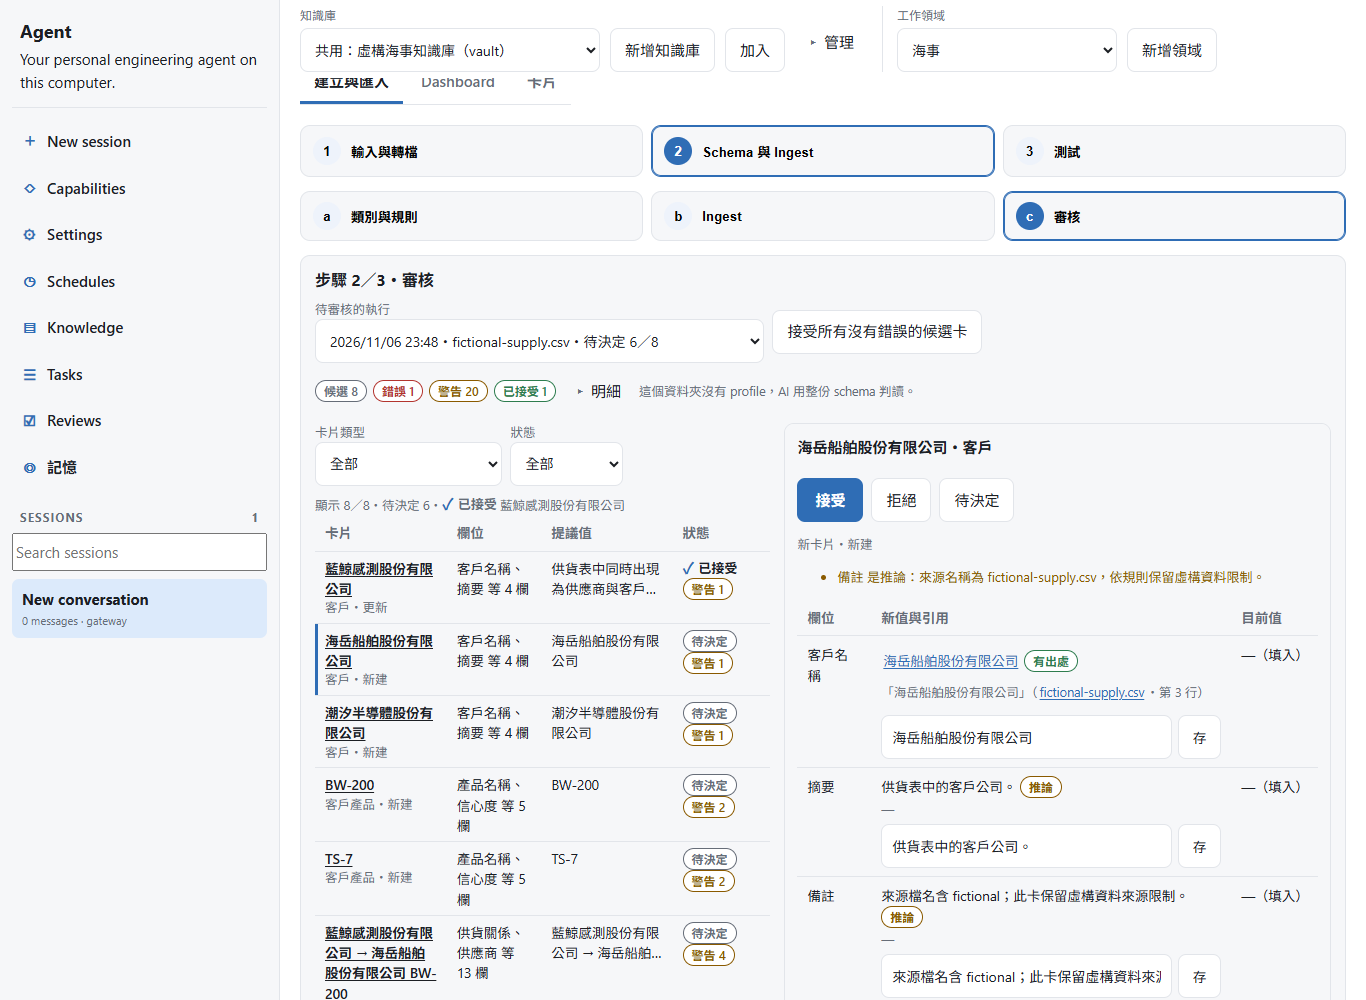 Agent
Your personal engineering agent on
this computer.
New session
Capabilities
Settings
Schedules
Knowledge
Tasks
Reviews
記憶
SESSIONS 1
Search sessions
New conversation
0 messages · gateway
知識庫
共用：虛構海事知識庫（vault）
新增知識庫
加入
管理
工作領域
海事
新增領域
建立與匯入
Dashboard
卡片
1 輸入與轉檔
2 Schema 與 Ingest
3 測試
a 類別與規則
b Ingest
c 審核
步驟 2／3・審核
待審核的執行
2026/11/06 23:48・fictional-supply.csv・待決定 6／8
接受所有沒有錯誤的候選卡
候選 8
錯誤 1
警告 20
已接受 1
明細
這個資料夾沒有 profile，AI 用整份 schema 判讀。
卡片類型
全部
狀態
全部
顯示 8／8・待決定 6・✓ 已接受 藍鯨感測股份有限公司
卡片 欄位 提議值 狀態
藍鯨感測股份有限
公司
客戶・更新
客戶名稱、
摘要 等 4 欄
供貨表中同時出現
為供應商與客戶...
✓ 已接受
警告 1
海岳船舶股份有限
公司
客戶・新建
客戶名稱、
摘要 等 4 欄
海岳船舶股份有限
公司
待決定
警告 1
潮汐半導體股份有
限公司
客戶・新建
客戶名稱、
摘要 等 4 欄
潮汐半導體股份有
限公司
待決定
警告 1
BW-200
客戶產品・新建
產品名稱、
信心度 等 5
欄
BW-200
待決定
警告 2
TS-7
客戶產品・新建
產品名稱、
信心度 等 5
欄
TS-7
待決定
警告 2
藍鯨感測股份有限
公司 → 海岳船舶
股份有限公司 BW-
200
供貨關係、
供應商 等
13 欄
藍鯨感測股份有限
公司 → 海岳船舶...
待決定
警告 4
海岳船舶股份有限公司・客戶
接受
拒絕
待決定
新卡片・新建
備註 是推論：來源名稱為 fictional-supply.csv，依規則保留虛構資料限制。
欄位 新值與引用 目前值
客戶名
稱
海岳船舶股份有限公司 有出處
「海岳船舶股份有限公司」（fictional-supply.csv・第 3 行）
海岳船舶股份有限公司
存
—（填入）
摘要
供貨表中的客戶公司。 推論
—
供貨表中的客戶公司。
存
—（填入）
備註
來源檔名含 fictional；此卡保留虛構資料來源限制。
推論
—
來源檔名含 fictional；此卡保留虛構資料來
存
—（填入）